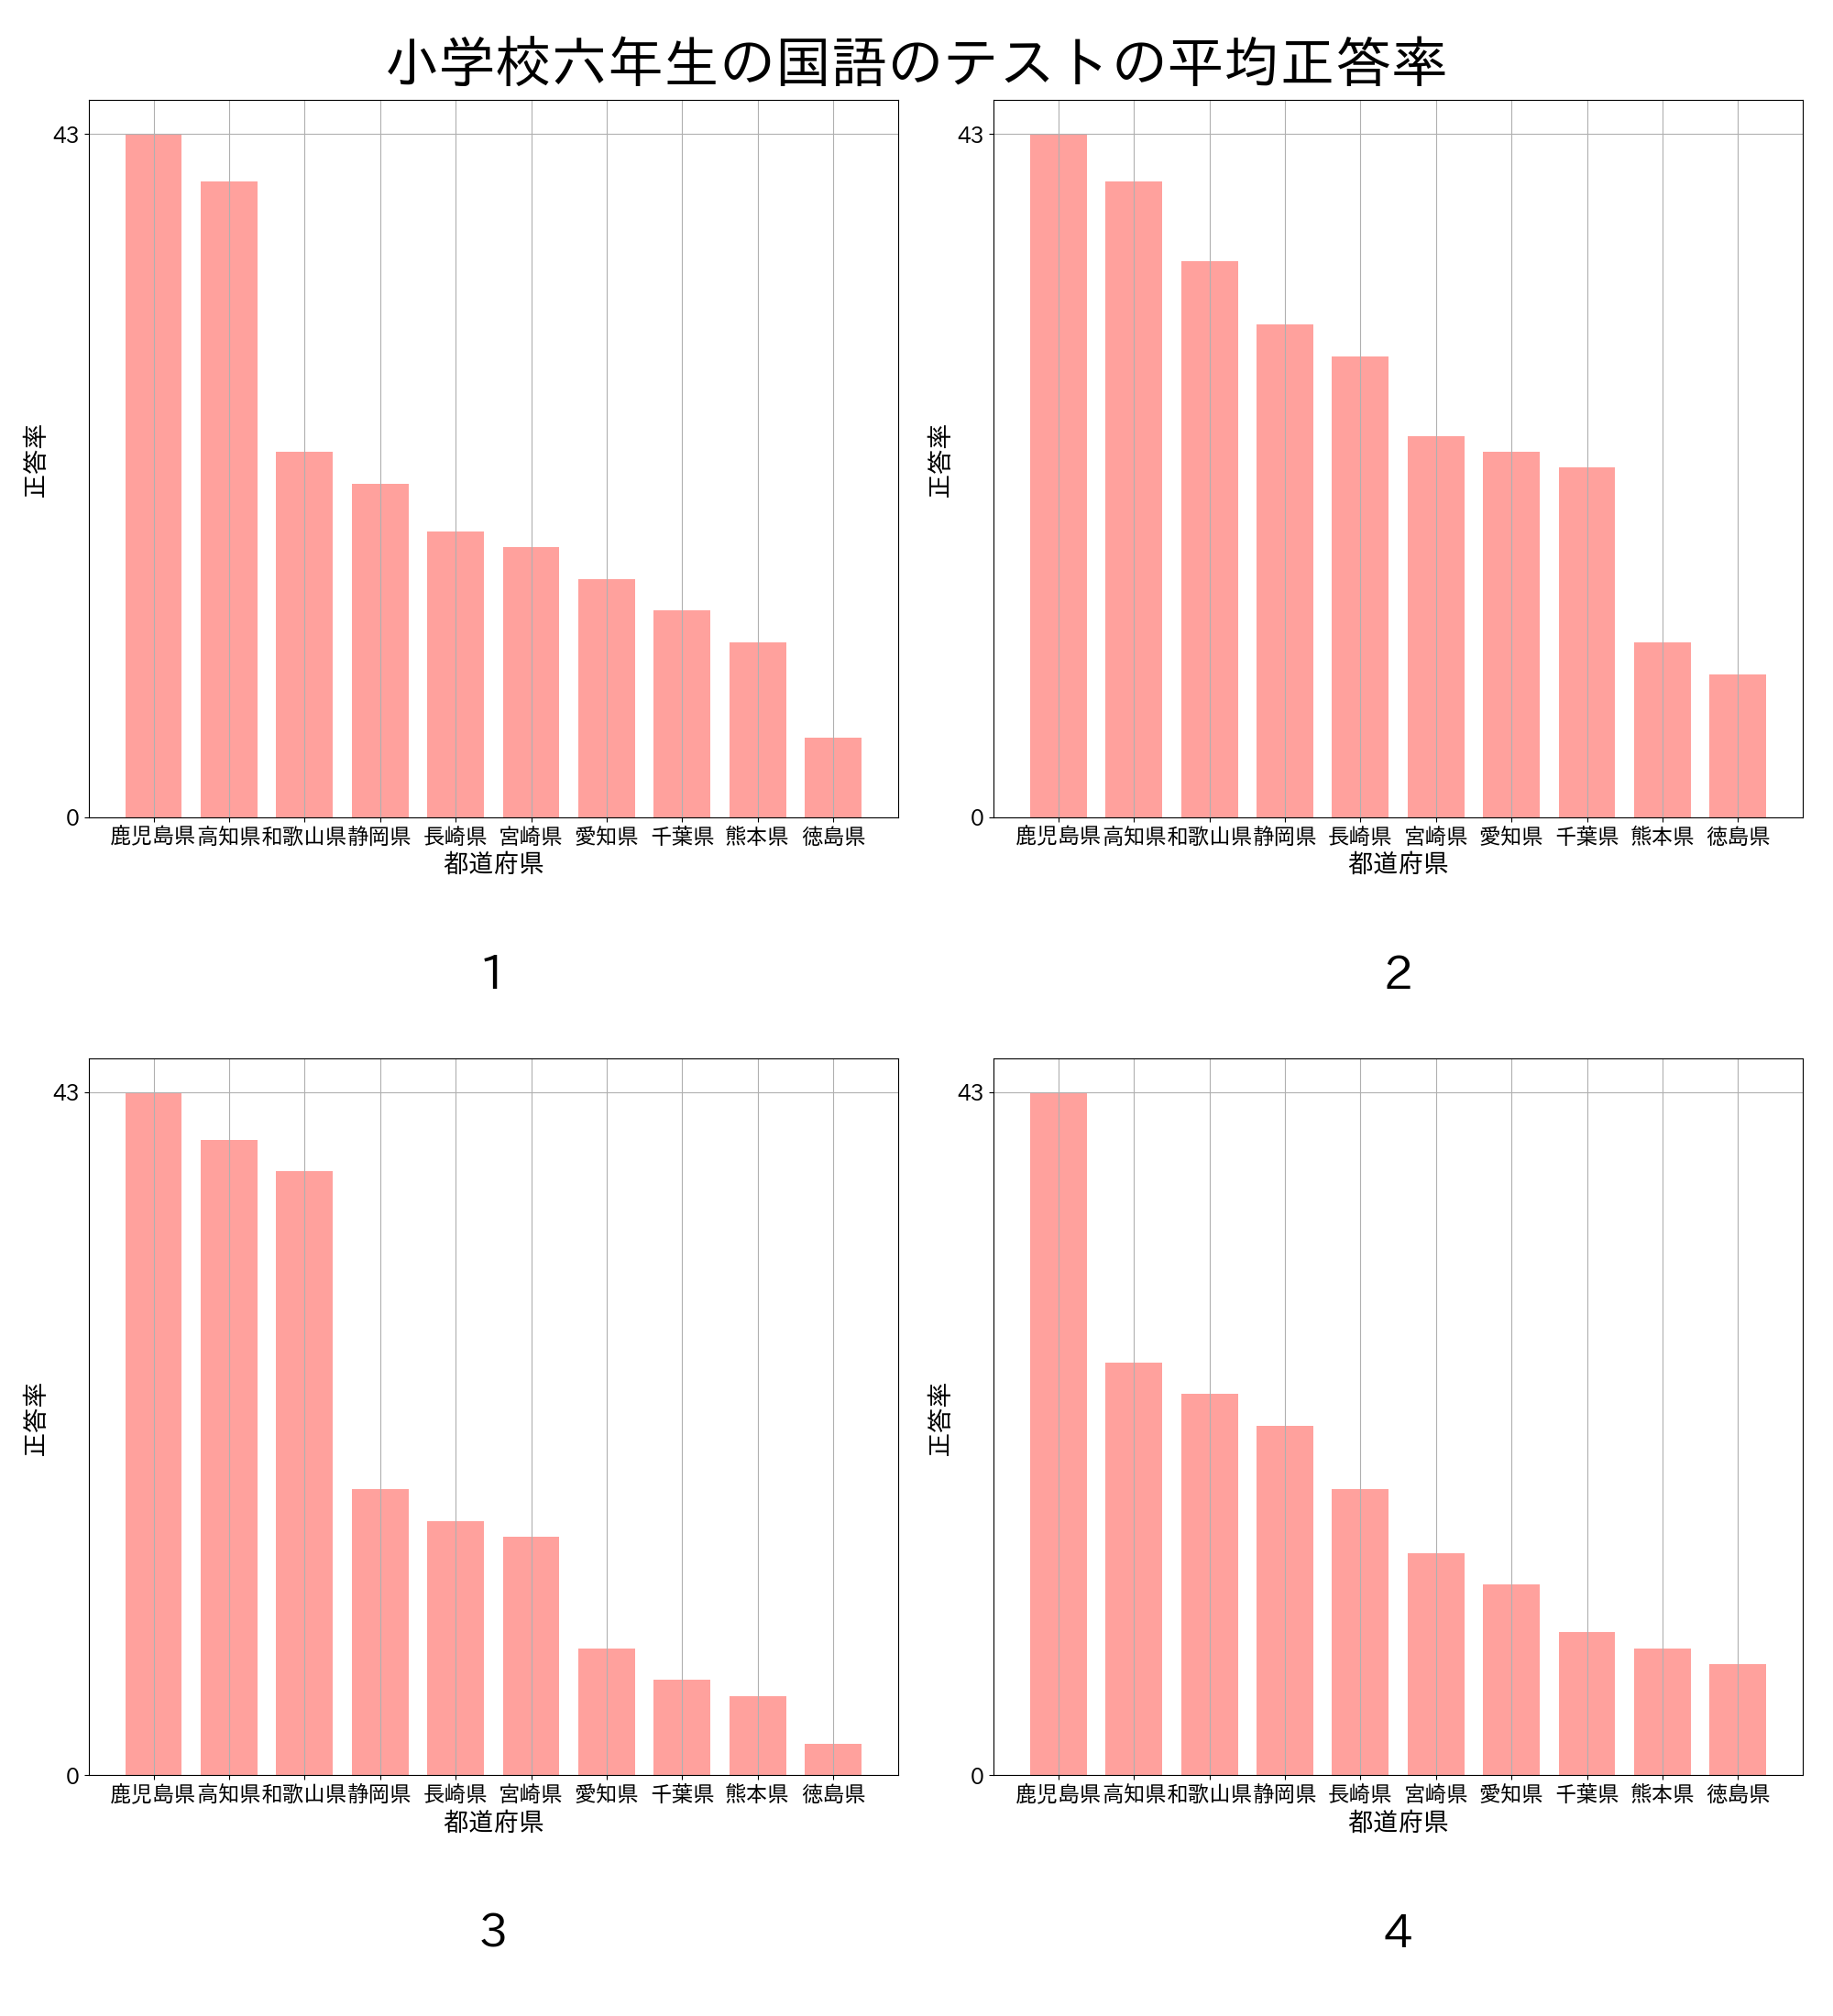 小学校六年生の国語のテストの平均正答率
43
正答率
0
鹿児島県 高知県 和歌山県 静岡県 長崎県 宮崎県 愛知県 千葉県 熊本県 徳島県
都道府県
1
43
正答率
0
鹿児島県 高知県 和歌山県 静岡県 長崎県 宮崎県 愛知県 千葉県 熊本県 徳島県
都道府県
2
43
正答率
0
鹿児島県 高知県 和歌山県 静岡県 長崎県 宮崎県 愛知県 千葉県 熊本県 徳島県
都道府県
3
43
正答率
0
鹿児島県 高知県 和歌山県 静岡県 長崎県 宮崎県 愛知県 千葉県 熊本県 徳島県
都道府県
4